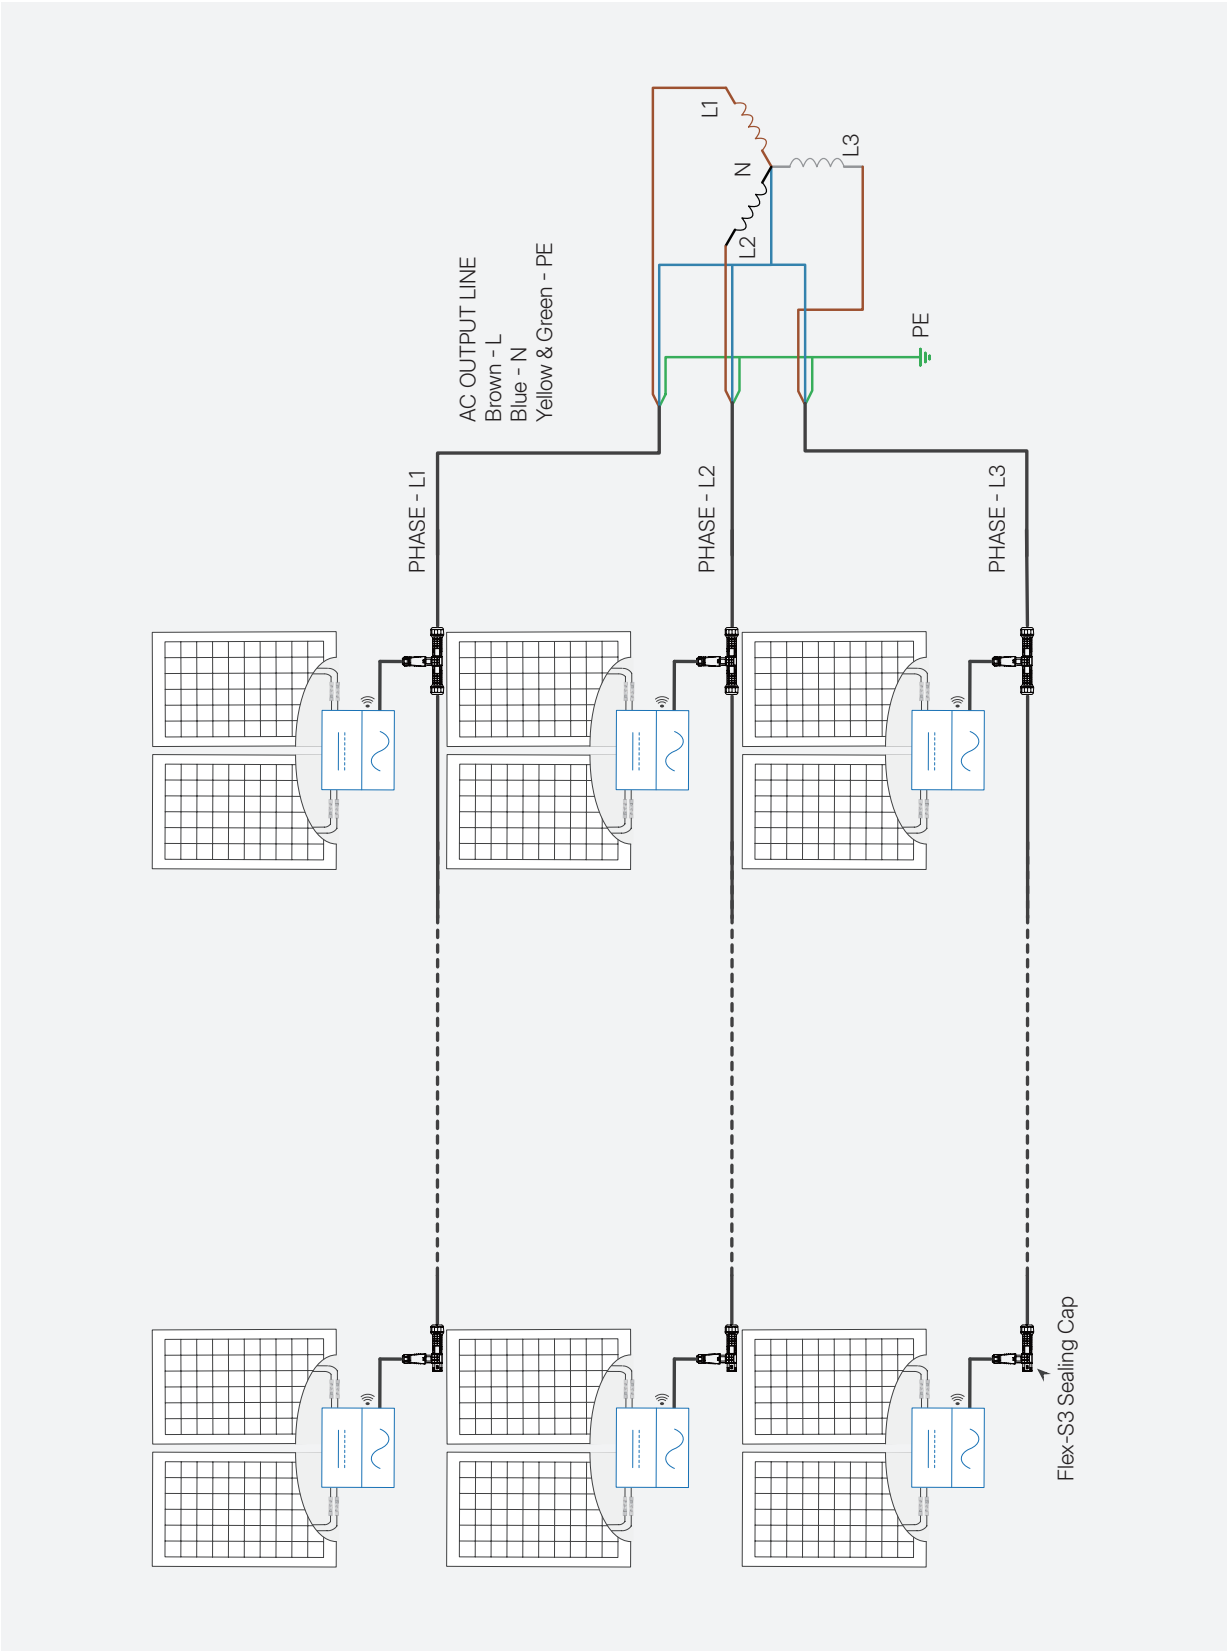 AC OUTPUT LINE
Brown - L
Blue - N
Yellow & Green - PE
L1
N
L2
L3
PE
PHASE - L1
PHASE - L2
PHASE - L3
Flex-S3 Sealing Cap